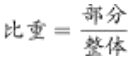 比重 = 部分/整体